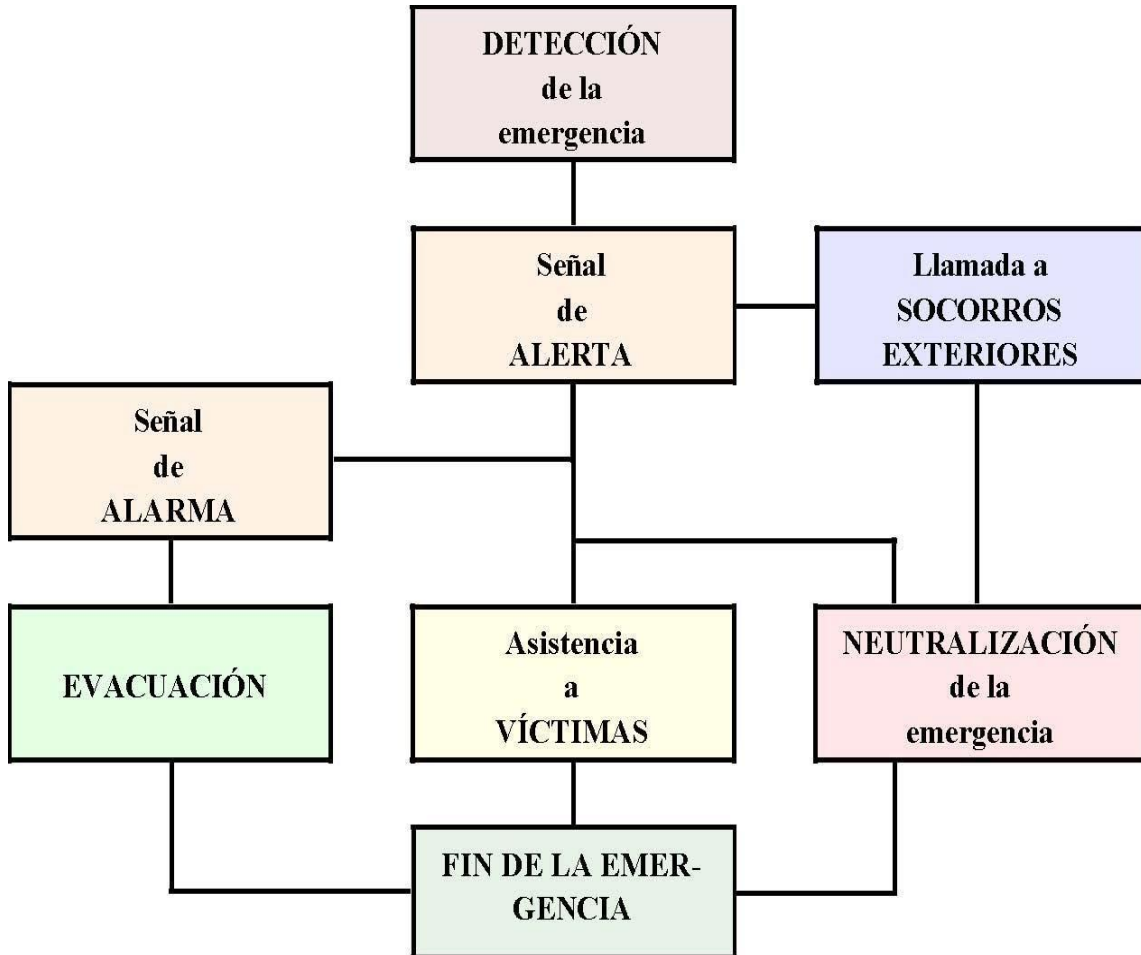 DETECCIÓN
de la
emergencia
Señal
de
ALERTA
Llamada a
SOCORROS
EXTERIORES
Señal
de
ALARMA
EVACUACIÓN
Asistencia
a
VÍCTIMAS
NEUTRALIZACIÓN
de la
emergencia
FIN DE LA EMER-
GENCIA